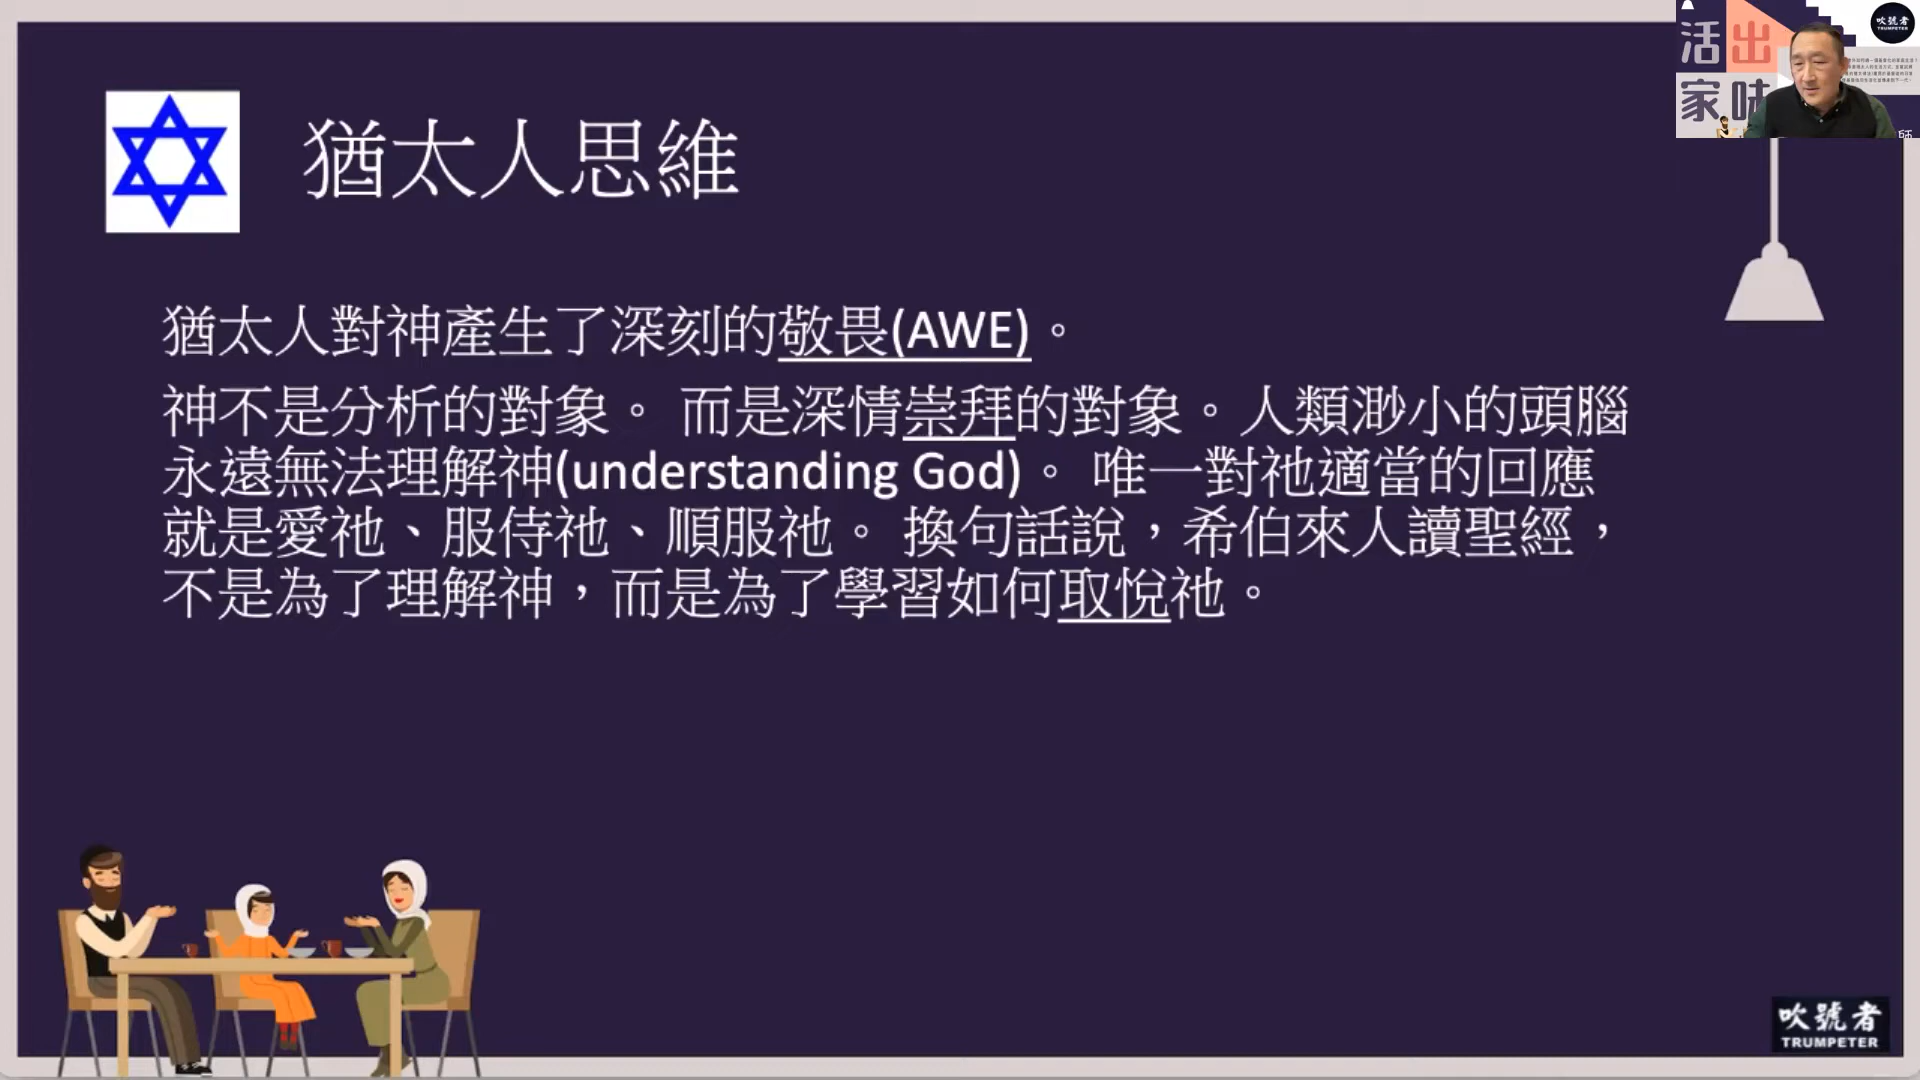 猶太人思維
猶太人對神產生了深刻的敬畏(AWE)。
神不是分析的對象。 而是深情崇拜的對象。人類渺小的頭腦
永遠無法理解神(understanding God)。 唯一對祂適當的回應
就是愛祂、服侍祂、順服祂。 換句話說，希伯來人讀聖經，
不是為了理解神，而是為了學習如何取悅祂。
活出
家味
吹號者
TRUMPETER
師
吹號者
TRUMPETER